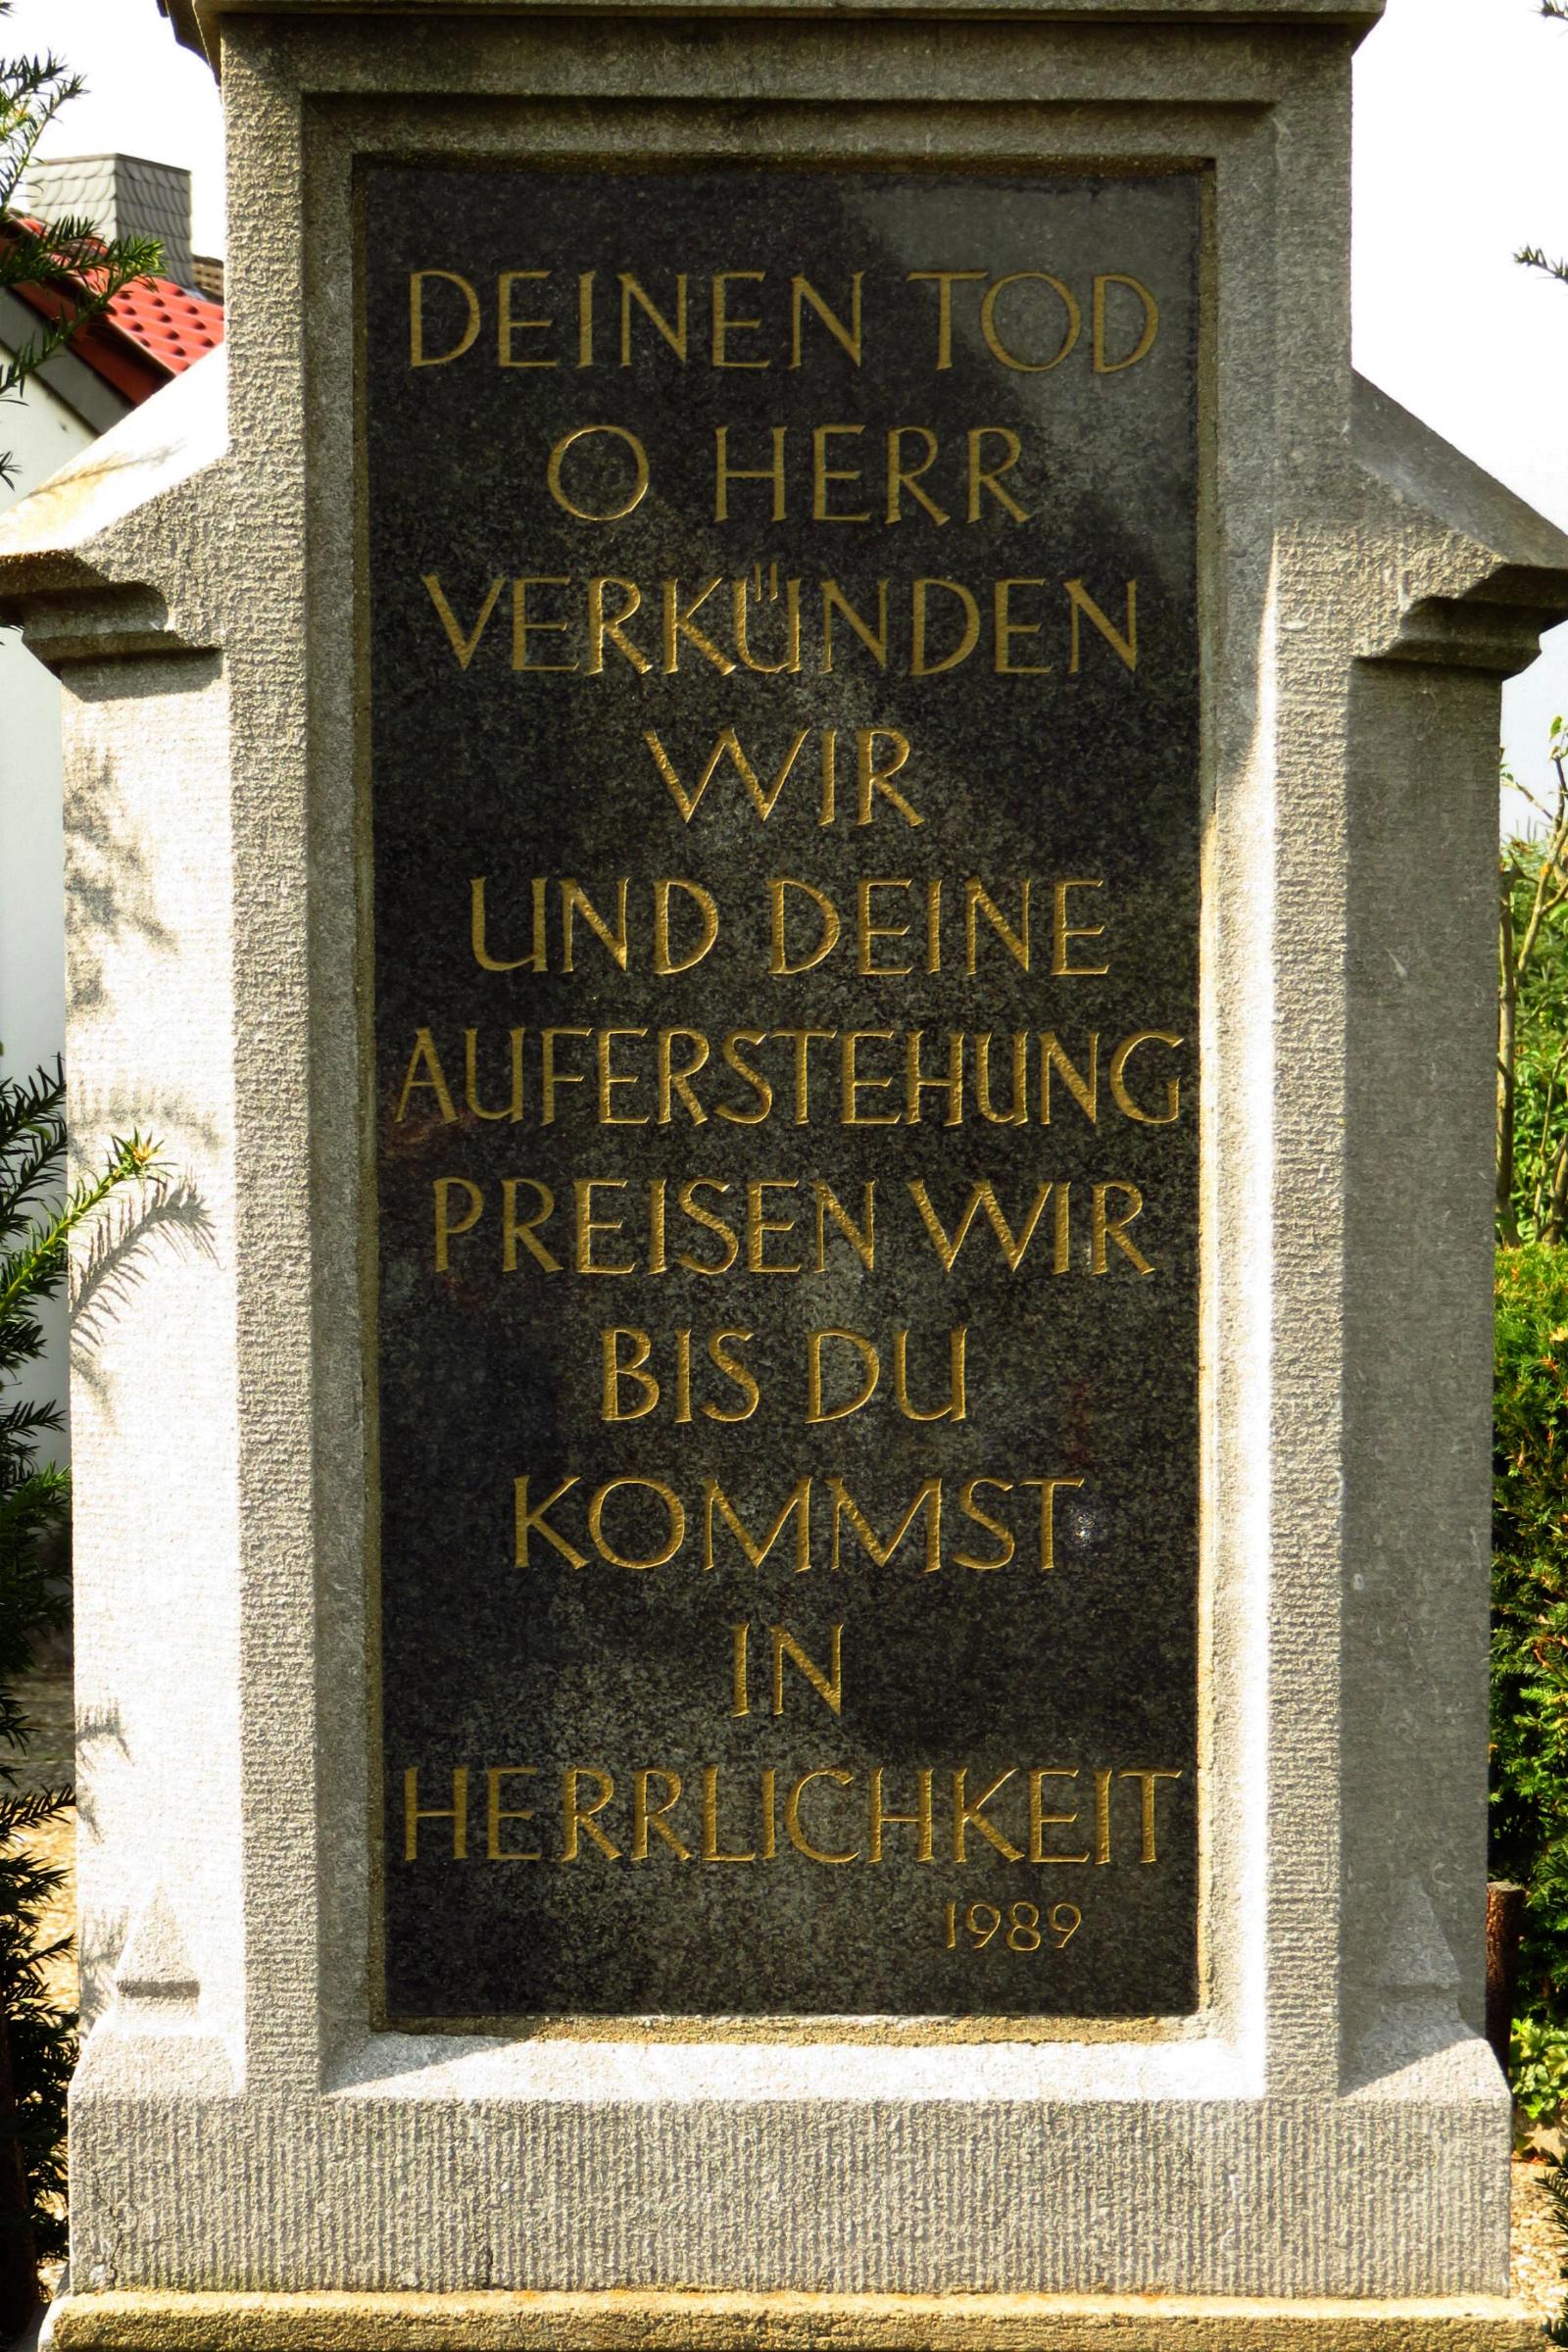 DEINEN TOD
O HERR
VERKÜNDEN
WIR
UND DEINE
AUFERSTEHUNG
PREISEN WIR
BIS DU
KOMMST
IN
HERRLICHKEIT
1989